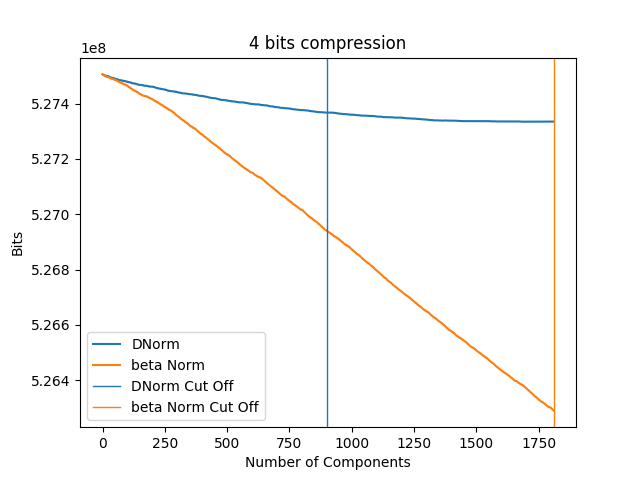 4 bits compression
1e8
5.274
5.272
5.270
5.268
5.266
5.264
Bits
DNorm
beta Norm
DNorm Cut Off
beta Norm Cut Off
0 250 500 750 1000 1250 1500 1750
Number of Components